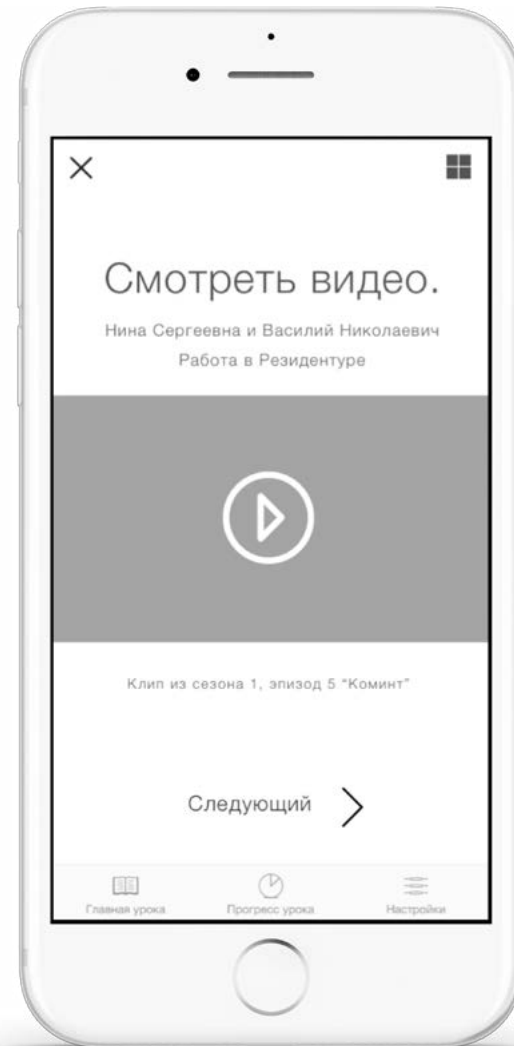 Смотреть видео.
Нина Сергеевна и Василий Николаевич
Работа в Резидентуре
Клип из сезона 1, эпизод 5 "Коминт"
Следующий
Главная урока
Прогресс урока
Настройки